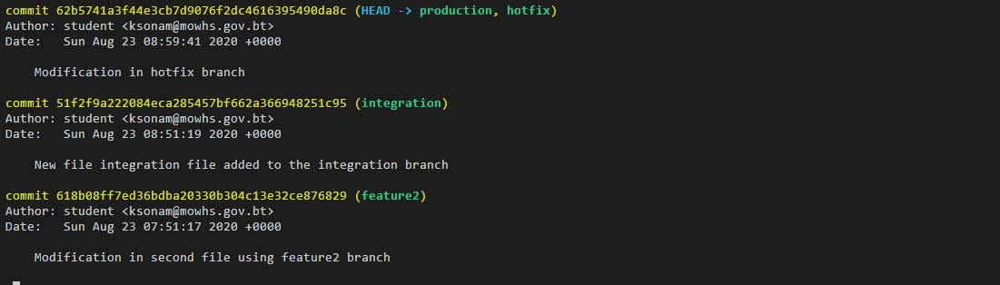 commit 62b5741a3f44e3cb7d9076f2dc4616395490da8c (HEAD -> production, hotfix)
Author: student <ksonam@mowhs.gov.bt>
Date:   Sun Aug 23 08:59:41 2020 +0000
Modification in hotfix branch
commit 51f2f9a222084eca285457bf662a366948251c95 (integration)
Author: student <ksonam@mowhs.gov.bt>
Date:   Sun Aug 23 08:51:19 2020 +0000
New file integration file added to the integration branch
commit 618b08ff7ed36bdba20330b304c13e32ce876829 (feature2)
Author: student <ksonam@mowhs.gov.bt>
Date:   Sun Aug 23 07:51:17 2020 +0000
Modification in second file using feature2 branch